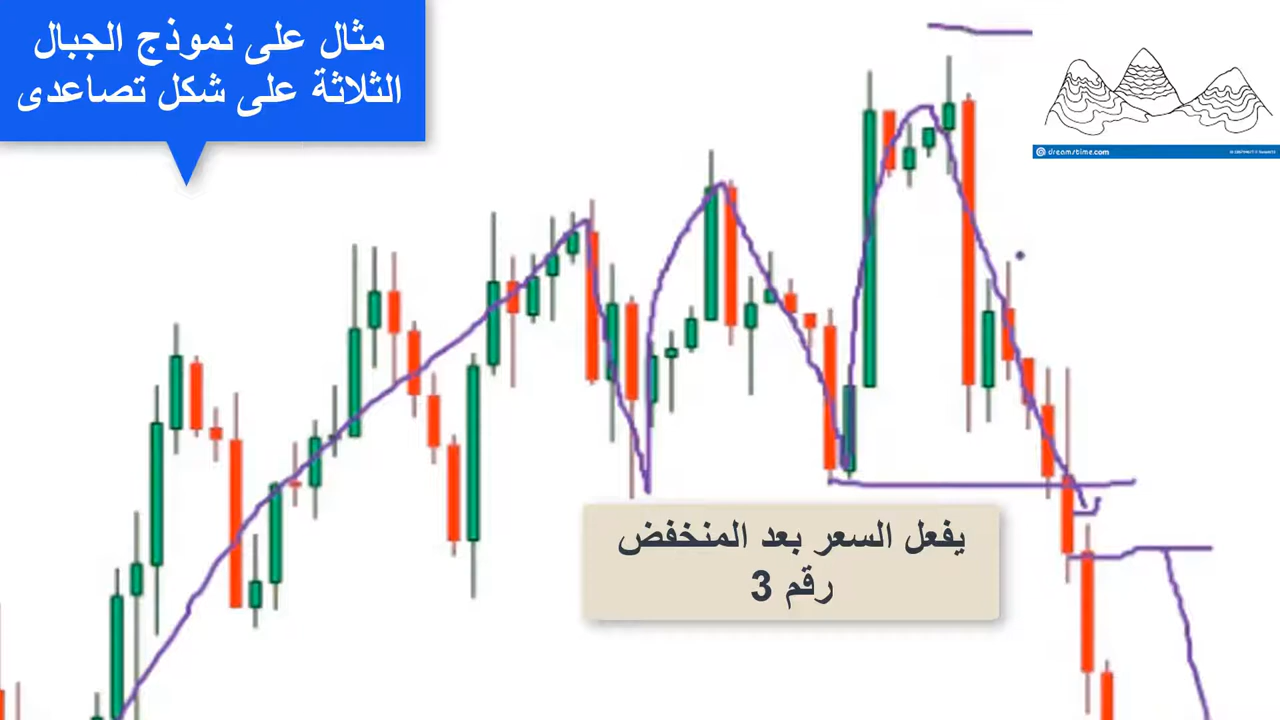 مثال على نموذج الجبال
الثلاثة على شكل تصاعدى
dreamstime.com
يفعل السعر بعد المنخفض
رقم 3